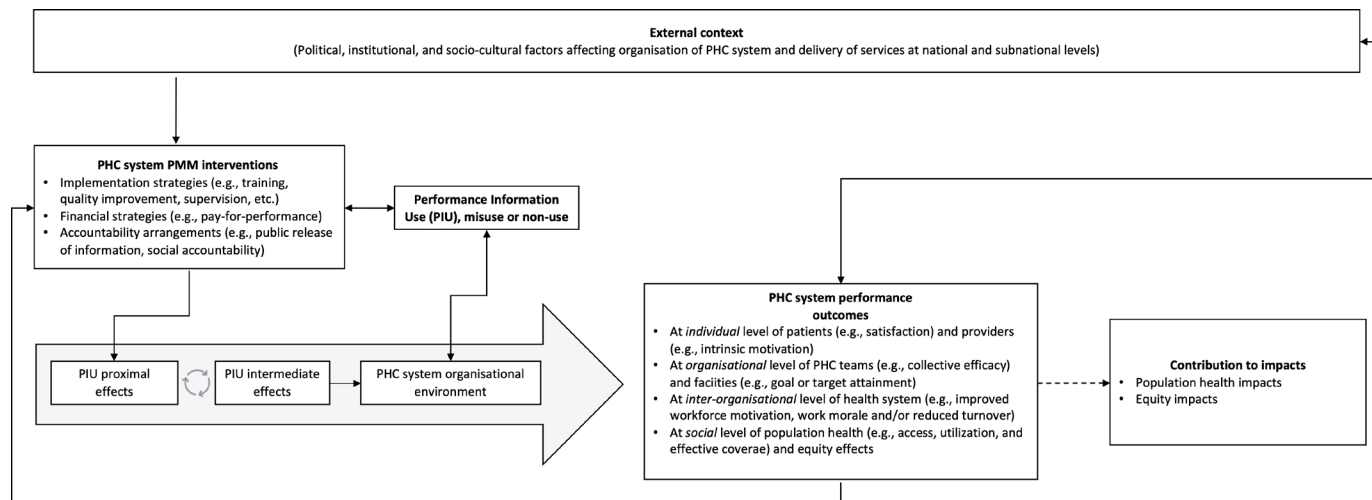 External context
(Political, institutional, and socio-cultural factors affecting organisation of PHC system and delivery of services at national and subnational levels)
PHC system PMM interventions
• Implementation strategies (e.g., training,
quality improvement, supervision, etc.)
• Financial strategies (e.g., pay-for-performance)
• Accountability arrangements (e.g., public release
of information, social accountability)
Performance Information
Use (PIU), misuse or non-use
PIU proximal
effects
PIU intermediate
effects
PHC system organisational
environment
PHC system performance
outcomes
• At individual level of patients (e.g., satisfaction) and providers
(e.g., intrinsic motivation)
• At organisational level of PHC teams (e.g., collective efficacy)
and faciities (e.g., goal or target attainment)
• At inter-organisational level of health system (e.g., improved
workforce motivation, work morale and/or reduced turnover)
• At social level of population health (e.g., access, utilization, and
effective coverae) and equity effects
Contribution to impacts
• Population health impacts
• Equity impacts